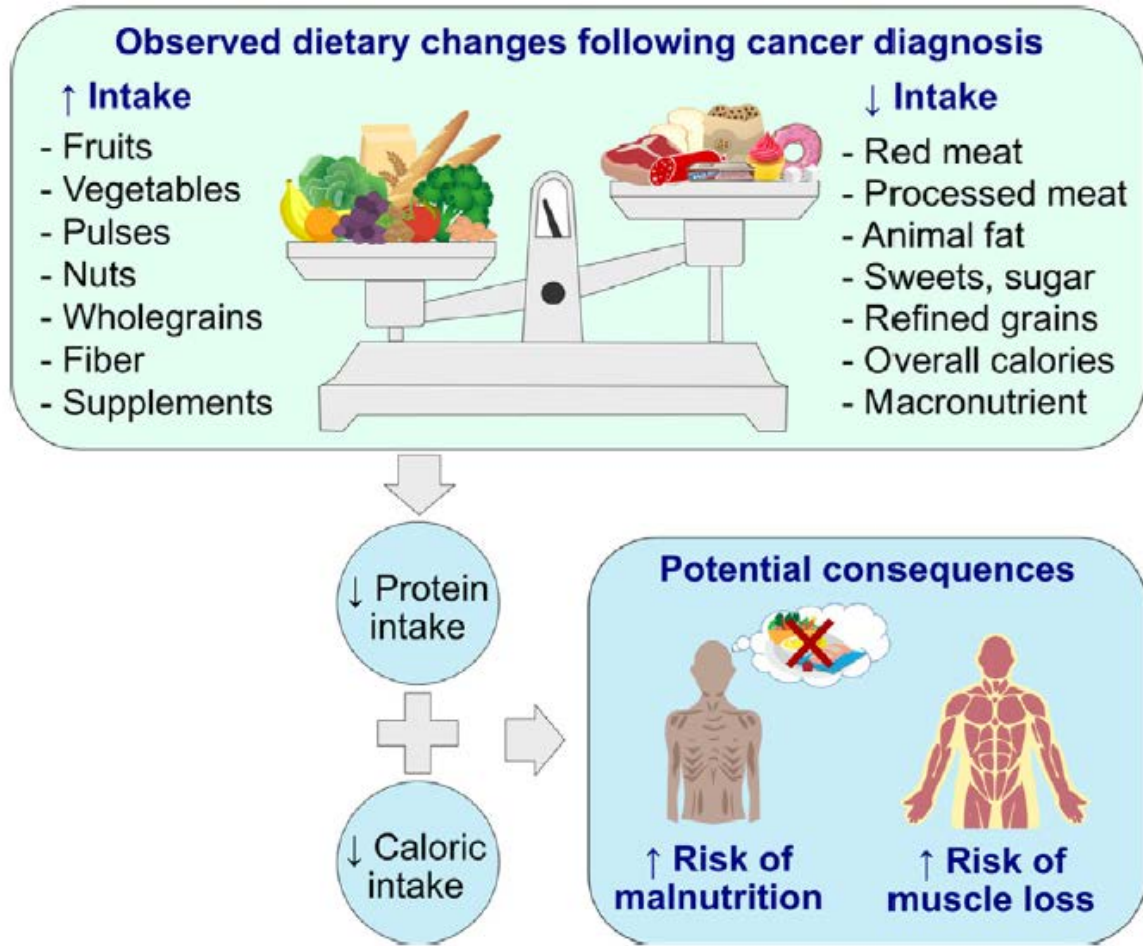 Observed dietary changes following cancer diagnosis
↑ Intake
- Fruits
- Vegetables
- Pulses
- Nuts
- Wholegrains
- Fiber
- Supplements
↓ Intake
- Red meat
- Processed meat
- Animal fat
- Sweets, sugar
- Refined grains
- Overall calories
- Macronutrient
↓ Protein
intake
↓ Caloric
intake
Potential consequences
↑ Risk of
malnutrition
↑ Risk of
muscle loss